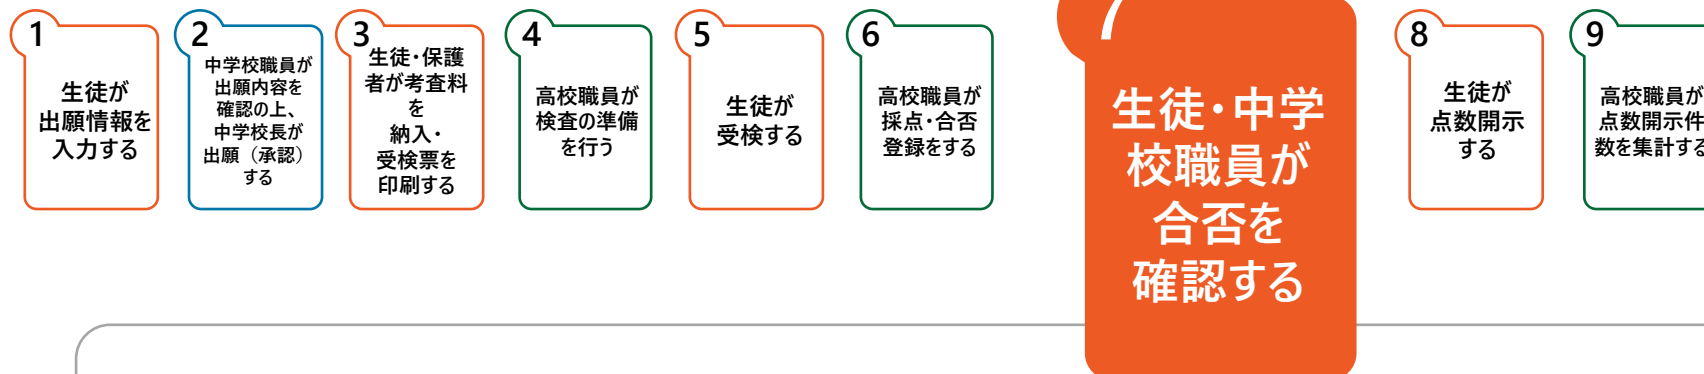 1
生徒が
出願情報を
入力する
2
中学校職員が
出願内容を
確認の上、
中学校長が
出願（承認）
する
3
生徒・保護
者が考査料
を
納入・
受検票を
印刷する
4
高校職員が
検査の準備
を行う
5
生徒が
受検する
6
高校職員が
採点・合否
登録をする
7
生徒・中学
校職員が
合否を
確認する
8
生徒が
点数開示
する
9
高校職員が
点数開示件
数を集計する